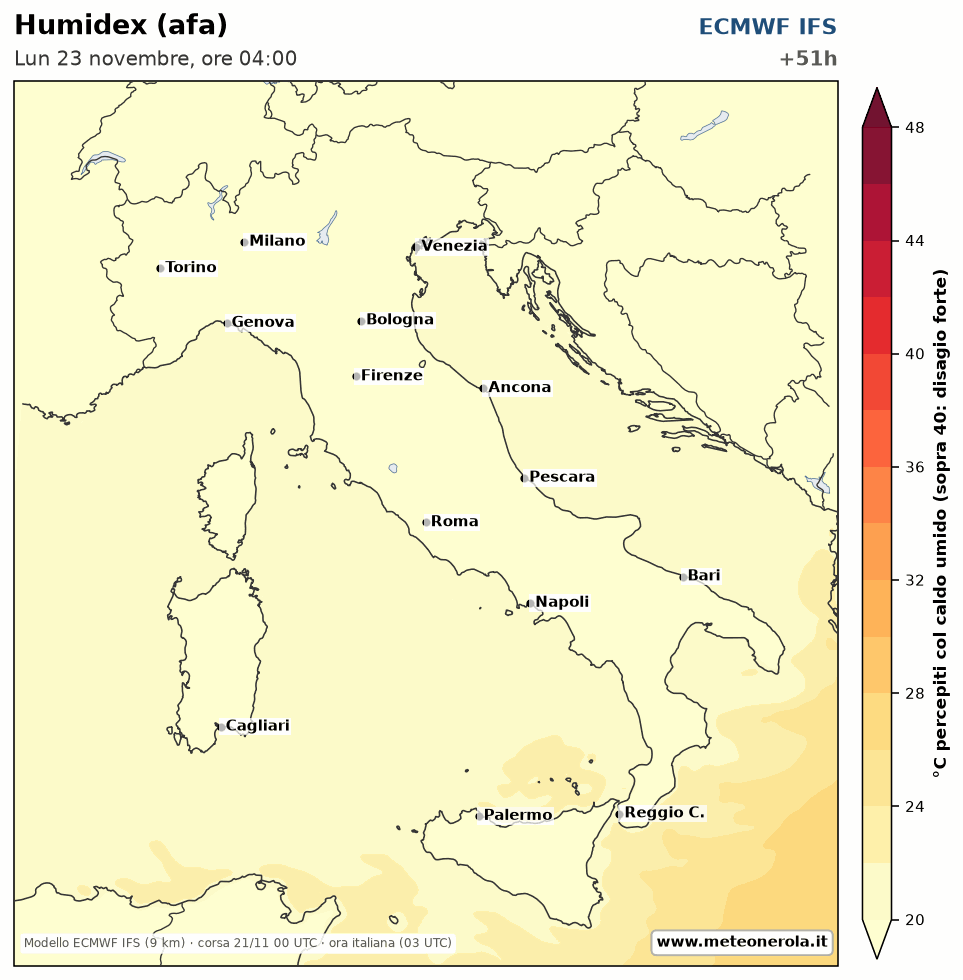 Humidex (afa)
ECMWF IFS
Lun 23 novembre, ore 04:00
+51h
Milano
Venezia
Torino
Genova
Bologna
Firenze
Ancona
Pescara
Roma
Bari
Napoli
Cagliari
Palermo
Reggio C.
48
44
40
36
32
28
24
20
°C percepiti col caldo umido (sopra 40: disagio forte)
Modello ECMWF IFS (9 km) · corsa 21/11 00 UTC · ora italiana (03 UTC)
www.meteonerola.it